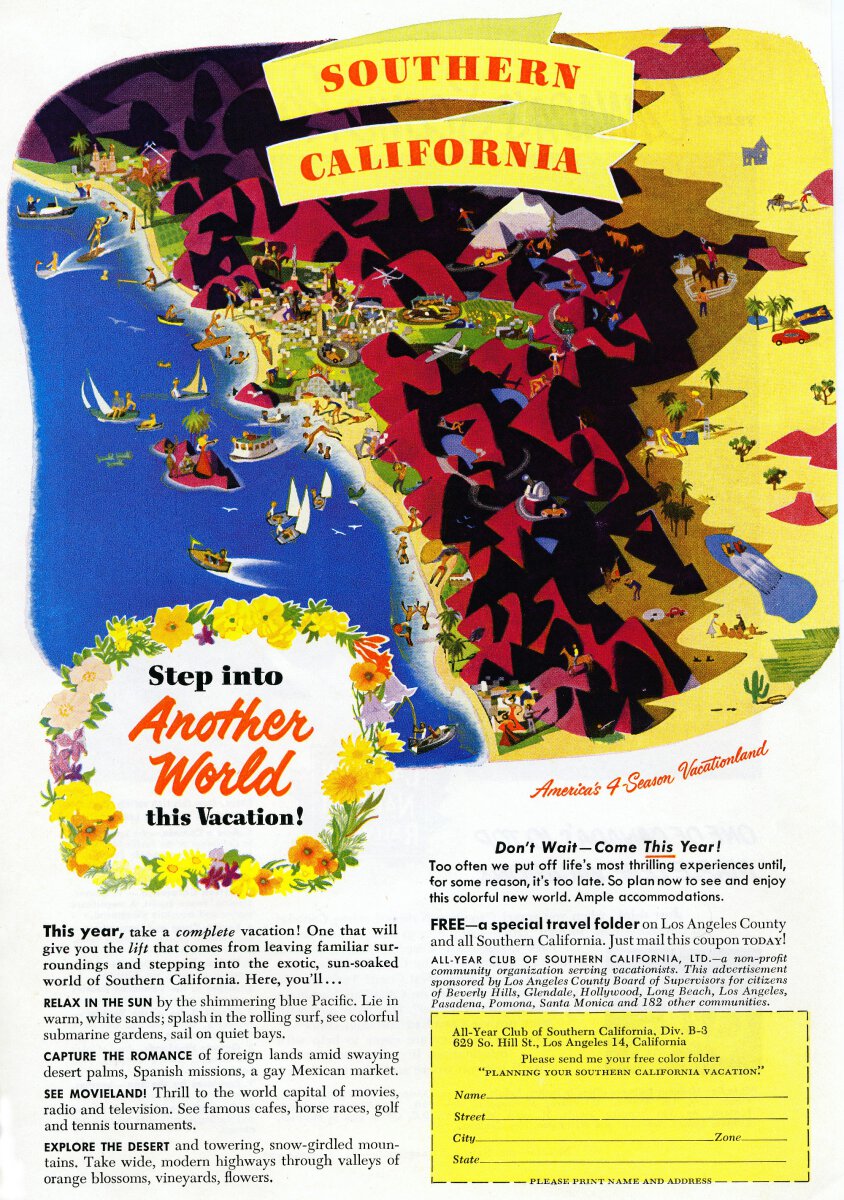 SOUTHERN
CALIFORNIA
America's 4-Season Vacationland
Step into
Another
World
this Vacation!
This year, take a complete vacation! One that will
give you the lift that comes from leaving familiar sur-
roundings and stepping into the exotic, sun-soaked
world of Southern California. Here, you'll...
RELAX IN THE SUN by the shimmering blue Pacific. Lie in
warm, white sands; splash in the rolling surf, see colorful
submarine gardens, sail on quiet bays.
CAPTURE THE ROMANCE of foreign lands amid swaying
desert palms, Spanish missions, a gay Mexican market.
SEE MOVIELAND! Thrill to the world capital of movies,
radio and television. See famous cafes, horse races, golf
and tennis tournaments.
EXPLORE THE DESERT and towering, snow-girdled moun-
tains. Take wide, modern highways through valleys of
orange blossoms, vineyards, flowers.
Don't Wait—Come This Year!
Too often we put off life's most thrilling experiences until,
for some reason, it's too late. So plan now to see and enjoy
this colorful new world. Ample accommodations.
FREE—a special travel folder on Los Angeles County
and all Southern California. Just mail this coupon TODAY!
ALL-YEAR CLUB OF SOUTHERN CALIFORNIA, LTD.—a non-profit
community organization serving vacationists. This advertisement
sponsored by Los Angeles County Board of Supervisors for citizens
of Beverly Hills, Glendale, Hollywood, Long Beach, Los Angeles,
Pasadena, Pomona, Santa Monica and 182 other communities.
All-Year Club of Southern California, Div. B-3
629 So. Hill St., Los Angeles 14, California
Please send me your free color folder
"PLANNING YOUR SOUTHERN CALIFORNIA VACATION."
Name
Street
City Zone
State
PLEASE PRINT NAME AND ADDRESS